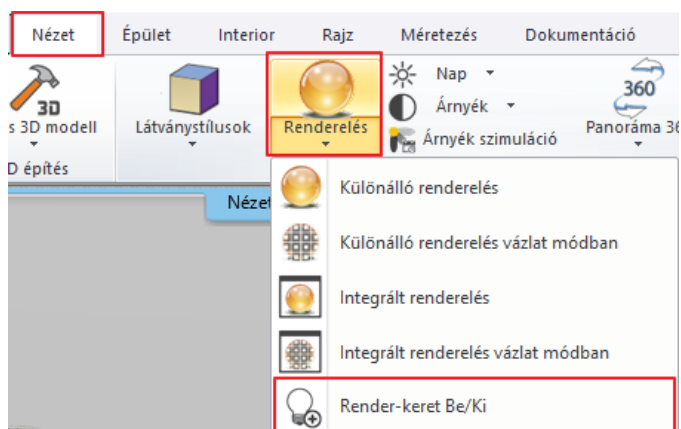 Nézet Épület Interior Rajz Méretezés Dokumentáció
3D
s 3D modell
Látványstílusok
Renderelés
Nap
Árnyék
Árnyék szimuláció
360
Panoráma 36
D építés
Nézet
Különálló renderelés
Különálló renderelés vázlat módban
Integrált renderelés
Integrált renderelés vázlat módban
Render-keret Be/Ki